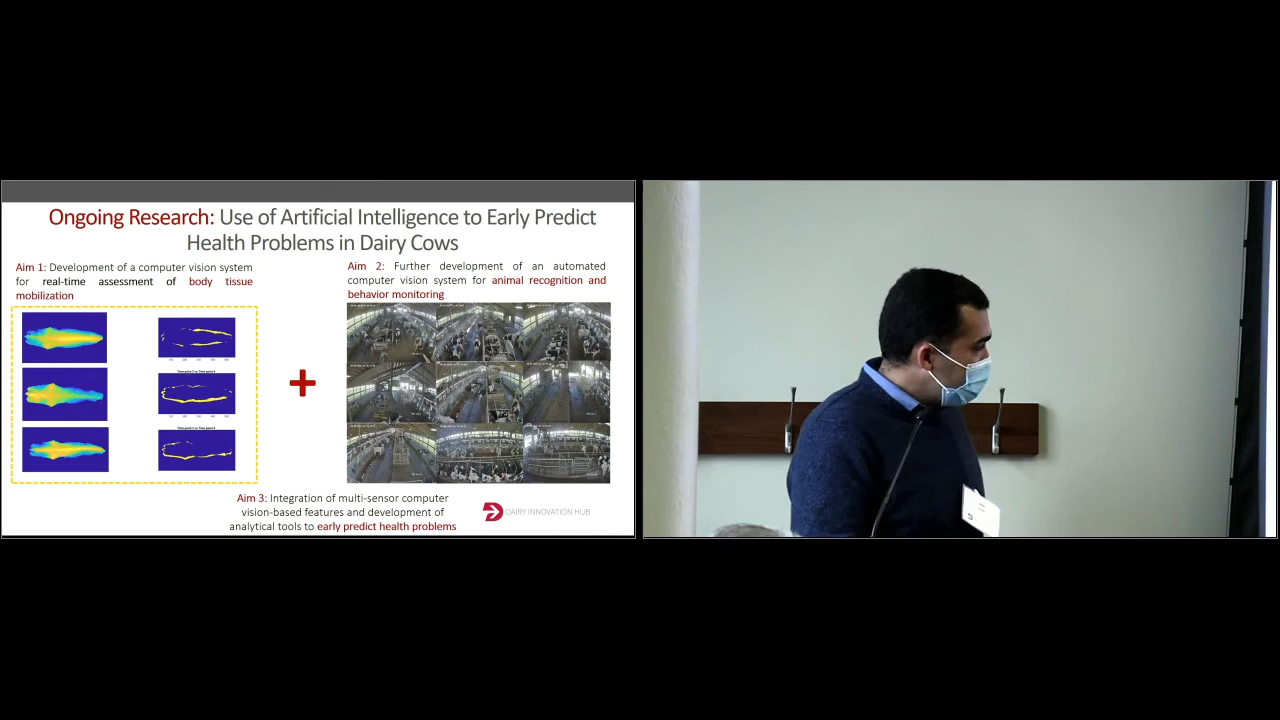 Ongoing Research: Use of Artificial Intelligence to Early Predict
Health Problems in Dairy Cows
Aim 1: Development of a computer vision system
for real-time assessment of body tissue
mobilization
Aim 2: Further development of an automated
computer vision system for animal recognition and
behavior monitoring
Aim 3: Integration of multi-sensor computer
vision-based features and development of
analytical tools to early predict health problems
DAIRY INNOVATION HUB